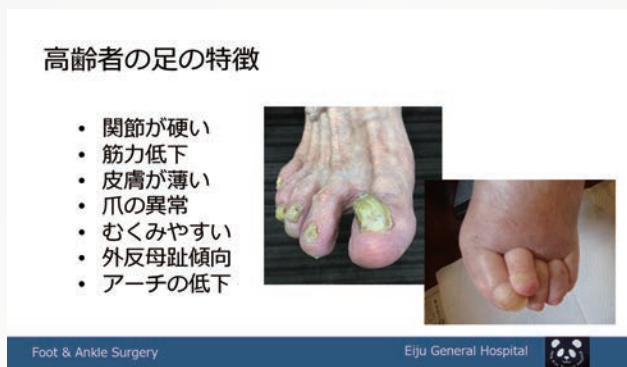 高齢者の足の特徴
• 関節が硬い
• 筋力低下
• 皮膚が薄い
• 爪の異常
• むくみやすい
• 外反母趾傾向
• アーチの低下
Foot & Ankle Surgery
Eiju General Hospital